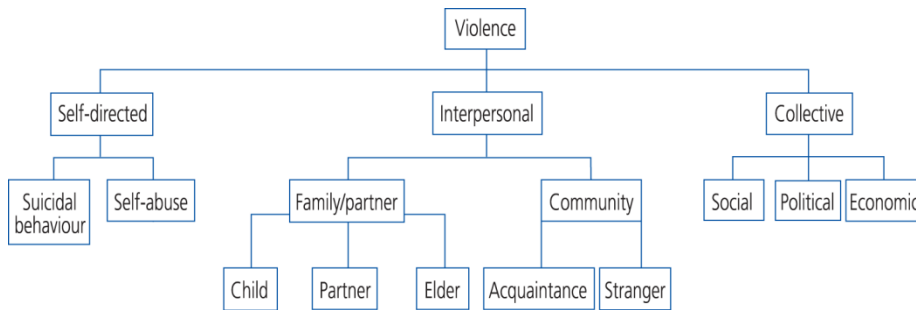 Violence
Self-directed
Interpersonal
Collective
Suicidal
behaviour
Self-abuse
Family/partner
Community
Social
Political
Economic
Child
Partner
Elder
Acquaintance
Stranger